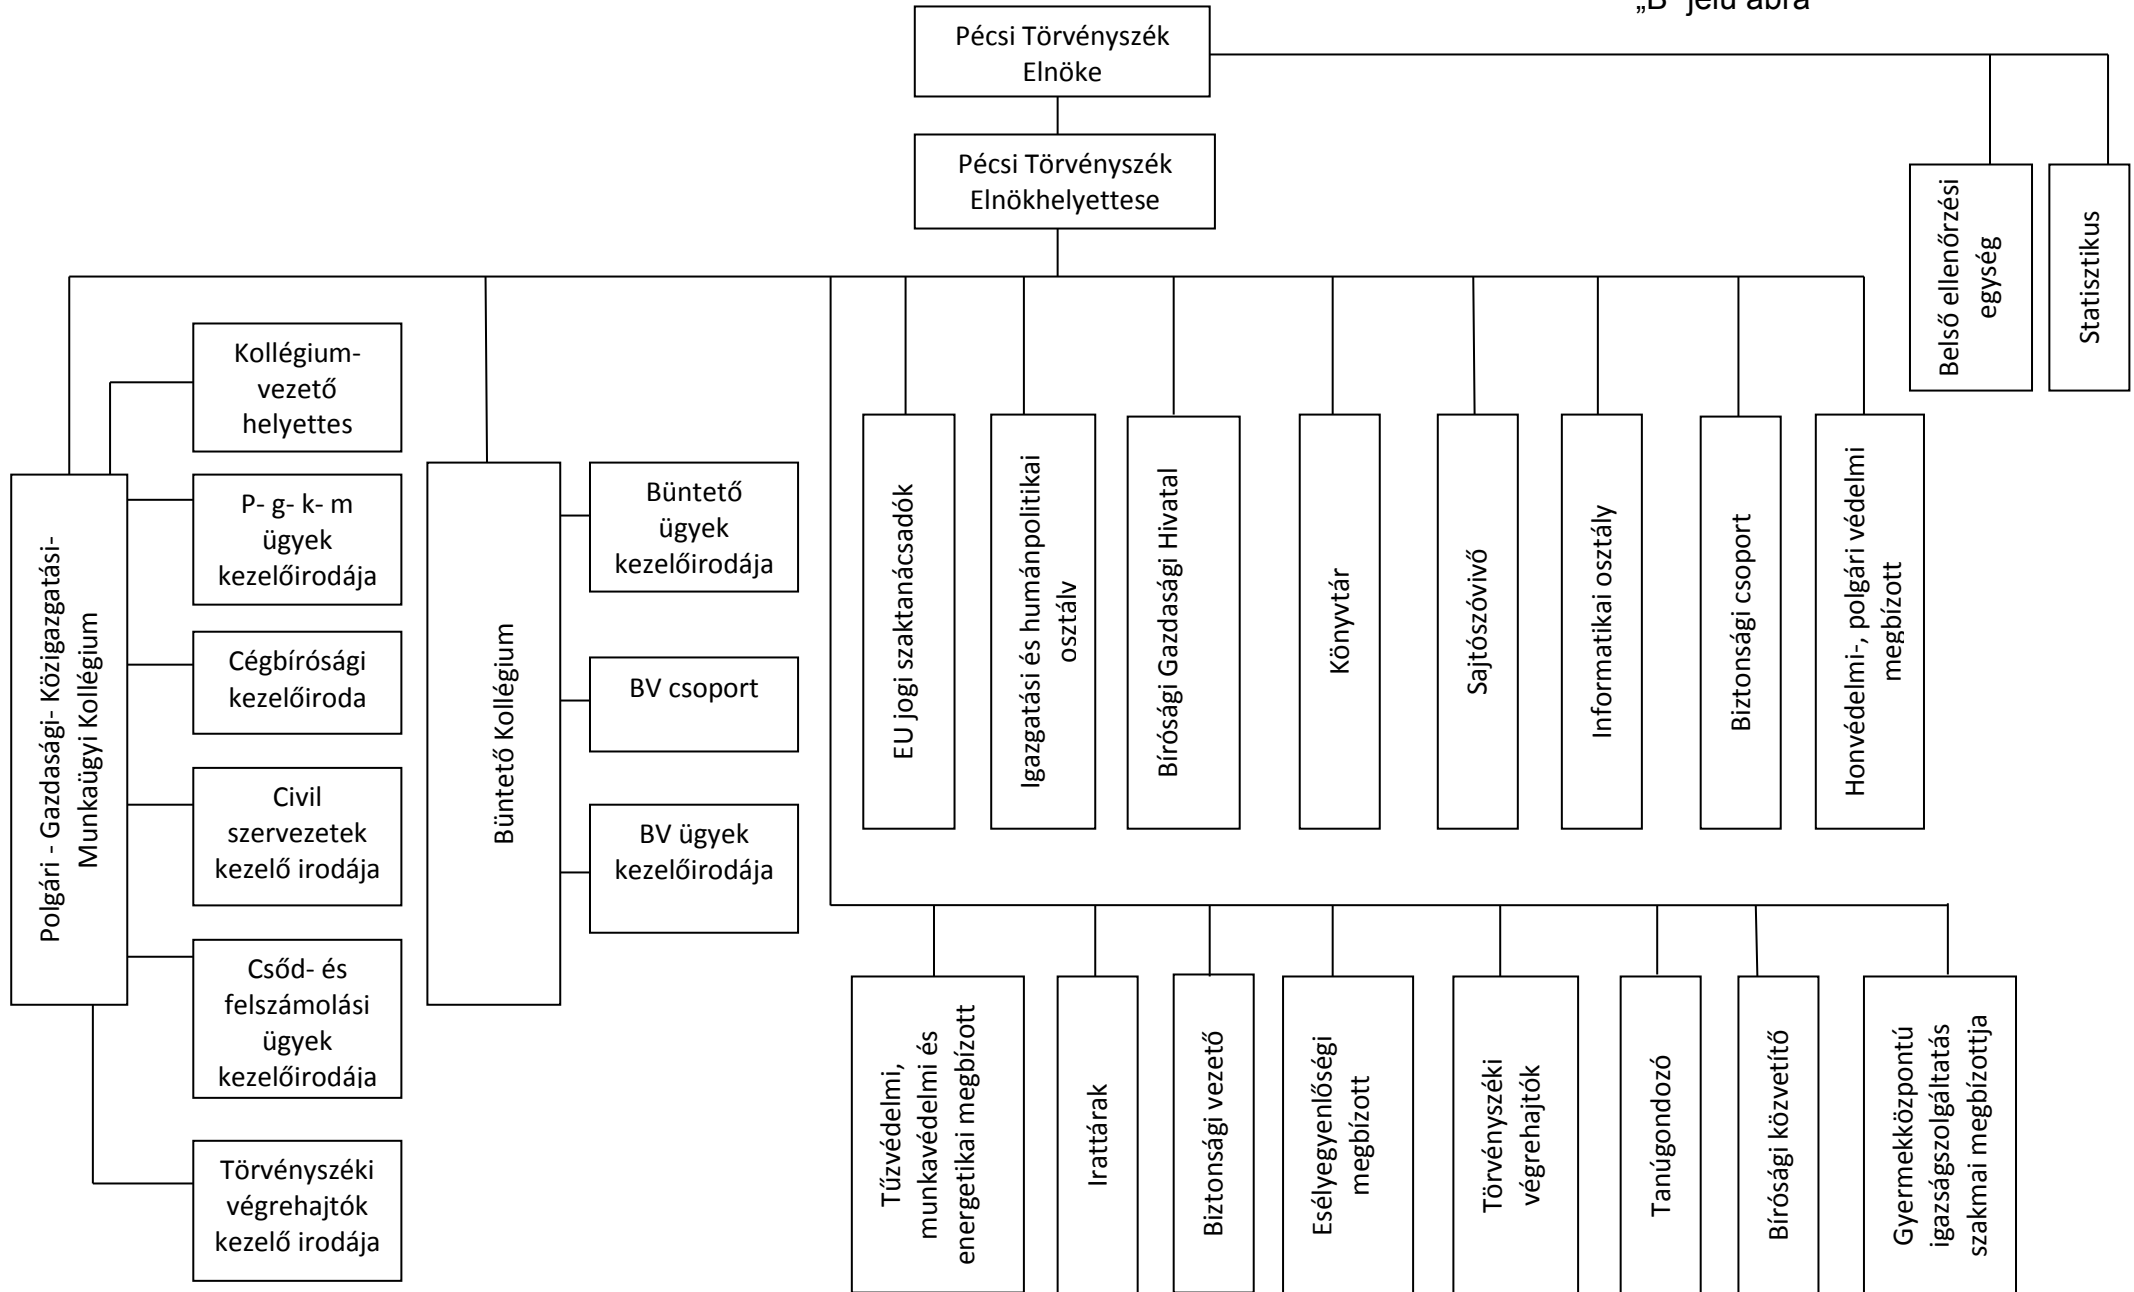 „B” jelű ábra
Pécsi Törvényszék
Elnöke
Pécsi Törvényszék
Elnökhelyettese
Belső ellenőrzési
egység
Statisztikus
Kollégium-
vezető
helyettes
Polgári - Gazdasági- Közigazgatási-
Munkaügyi Kollégium
P- g- k- m
ügyek
kezelőirodája
Cégbírósági
kezelőiroda
Civil
szervezetek
kezelő irodája
Csőd- és
felszámolási
ügyek
kezelőirodája
Törvényszéki
végrehajtók
kezelő irodája
Büntető Kollégium
Büntető
ügyek
kezelőirodája
BV csoport
BV ügyek
kezelőirodája
EU jogi szaktanácsadók
Igazgatási és humánpolitikai
osztály
Bírósági Gazdasági Hivatal
Könyvtár
Sajtószóvivő
Informatikai osztály
Biztonsági csoport
Honvédelmi-, polgári védelmi
megbízott
Tűzvédelmi,
munkavédelmi és
energetikai megbízott
Irattárak
Biztonsági vezető
Esélyegyenlőségi
megbízott
Törvényszéki
végrehajtók
Tanúgondozó
Bírósági közvetítő
Gyermekközpontú
igazságszolgáltatás
szakmai megbízottja